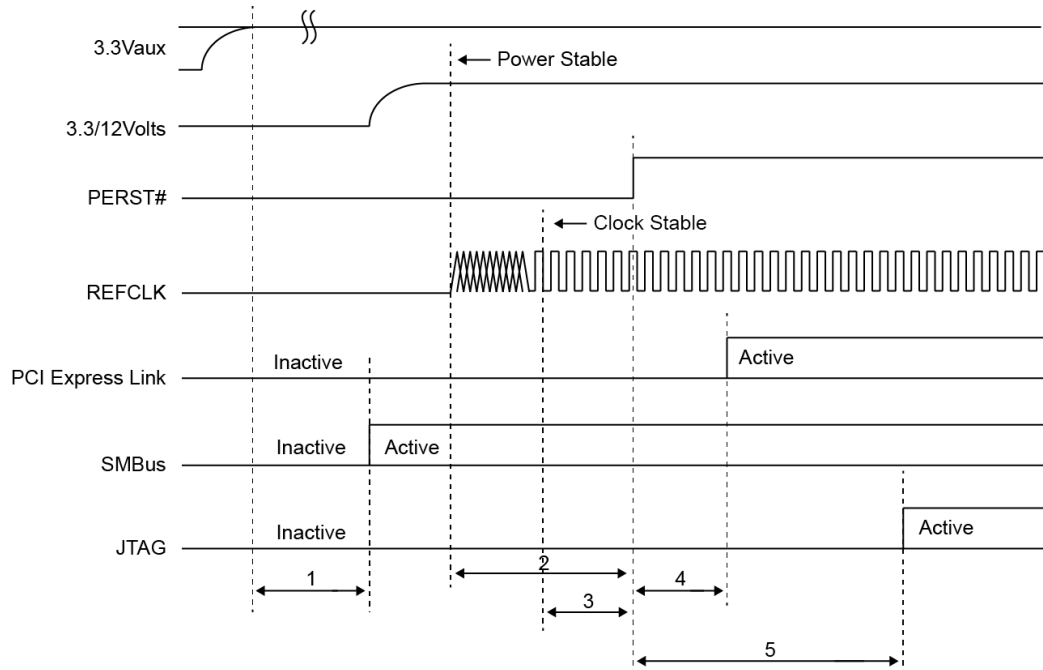 3.3Vaux
Power Stable
3.3/12Volts
PERST#
Clock Stable
REFCLK
Inactive
Active
PCI Express Link
Inactive
Active
SMBus
Inactive
Active
JTAG
1
2
3
4
5